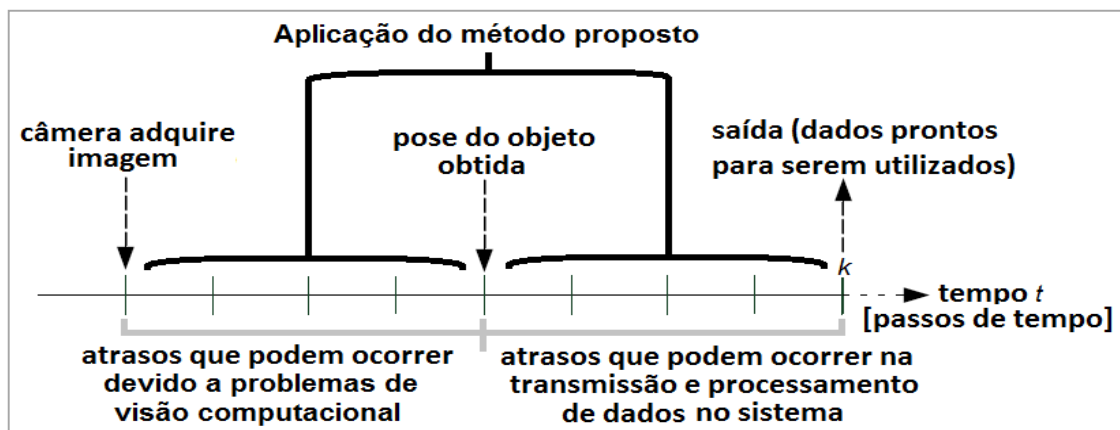 Aplicação do método proposto
câmera adquire
imagem
pose do objeto
obtida
saída (dados prontos
para serem utilizados)
k
tempo t
[passos de tempo]
atrasos que podem ocorrer
devido a problemas de
visão computacional
atrasos que podem ocorrer na
transmissão e processamento
de dados no sistema